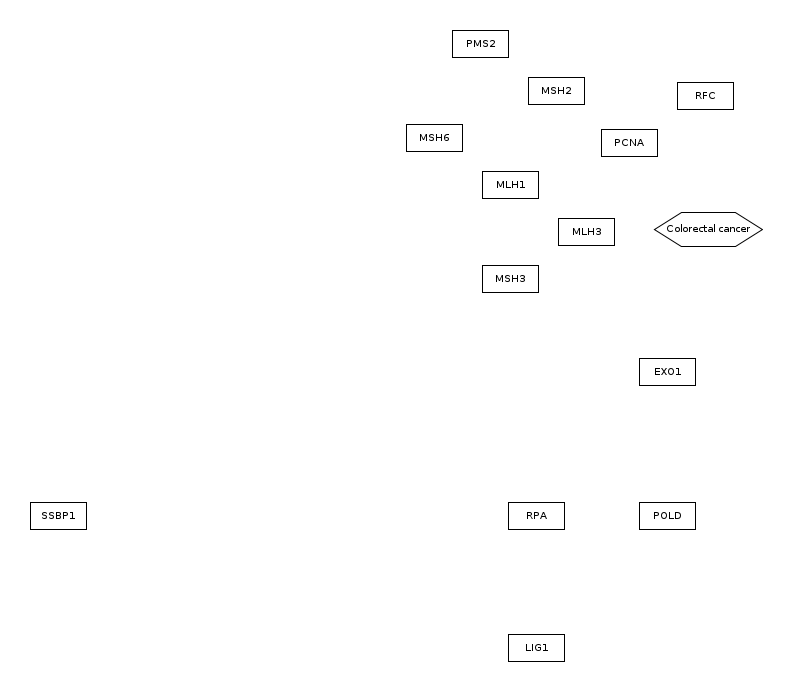 PMS2
MSH2
RFC
MSH6
PCNA
MLH1
Colorectal cancer
MLH3
MSH3
EXO1
SSBP1
RPA
POLD
LIG1